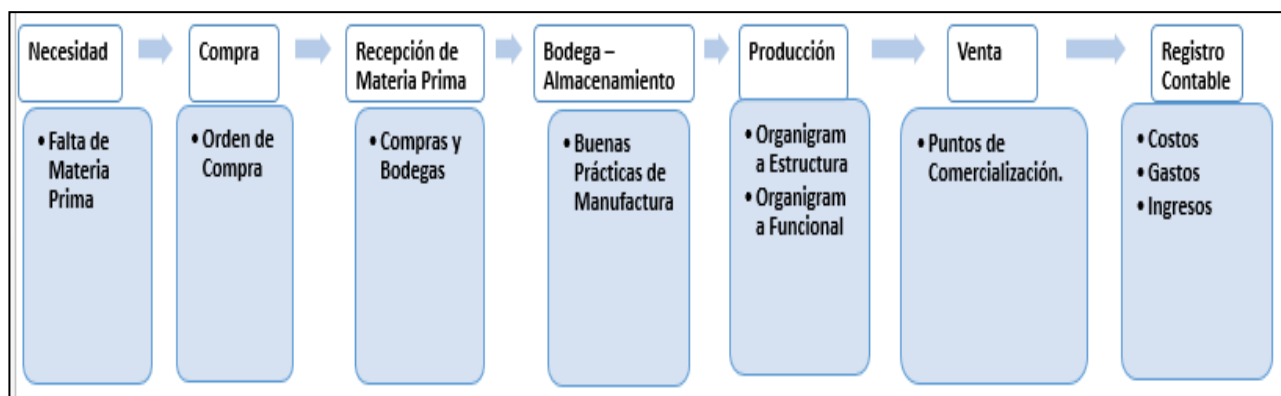 Necesidad
• Falta de
Materia
Prima
Compra
• Orden de
Compra
Recepción de
Materia Prima
• Compras y
Bodegas
Bodega –
Almacenamiento
• Buenas
Prácticas de
Manufactura
Producción
• Organigram
a Estructura
• Organigram
a Funcional
Venta
• Puntos de
Comercialización.
Registro
Contable
• Costos
• Gastos
• Ingresos